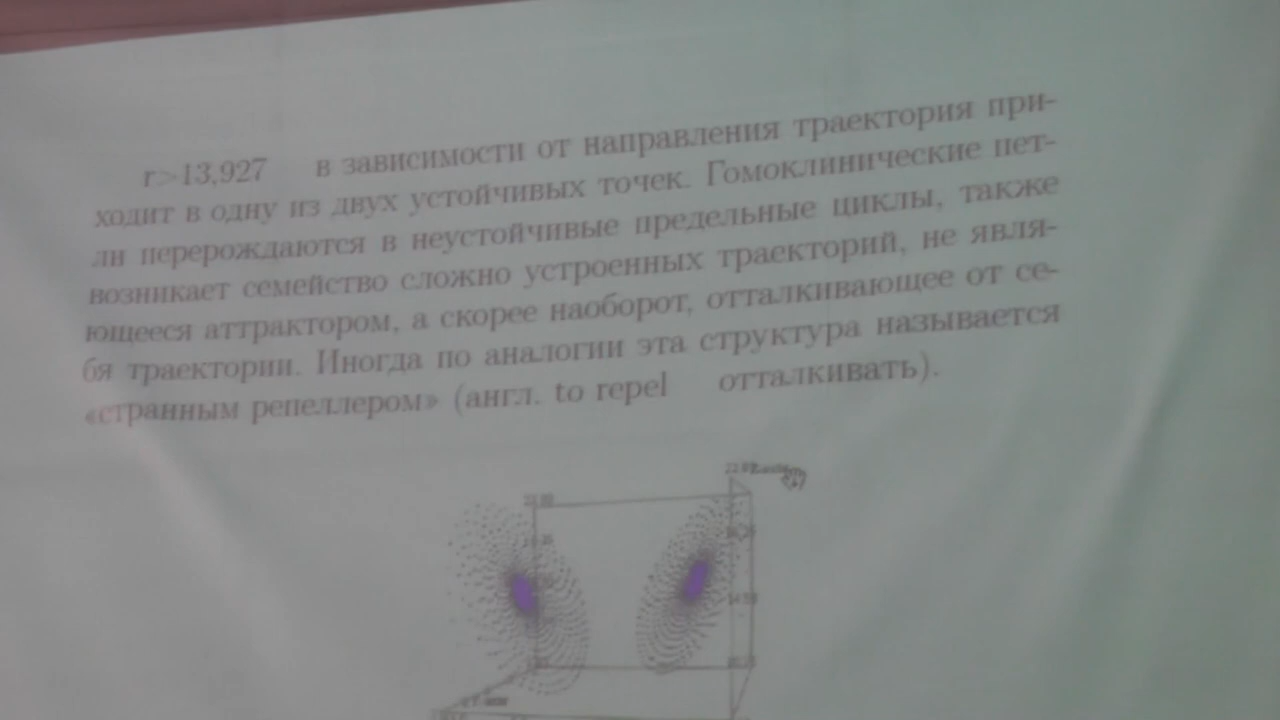 r>13,927 в зависимости от направления траектория при-
ходит в одну из двух устойчивых точек. Гомоклинические пет-
ли перерождаются в неустойчивые предельные циклы, также
возникает семейство сложно устроенных траекторий, не явля-
ющееся аттрактором, а скорее наоборот, отталкивающее от се-
бя траектории. Иногда по аналогии эта структура называется
«странным репеллером» (англ. to repel отталкивать).